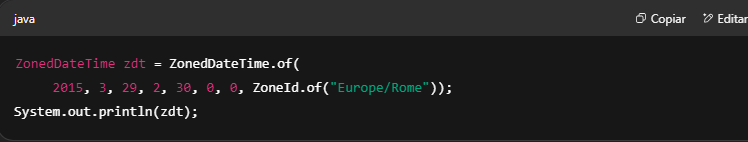 java Copiar Editar
ZonedDateTime zdt = ZonedDateTime.of(
2015, 3, 29, 2, 30, 0, 0, ZoneId.of("Europe/Rome"));
System.out.println(zdt);